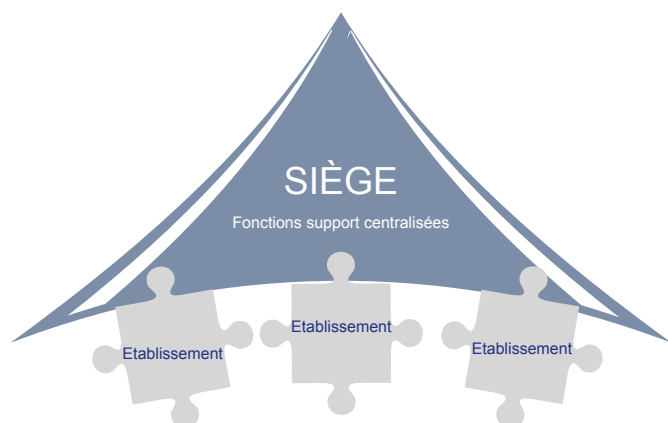 SIÈGE
Fonctions support centralisées
Etablissement
Etablissement
Etablissement